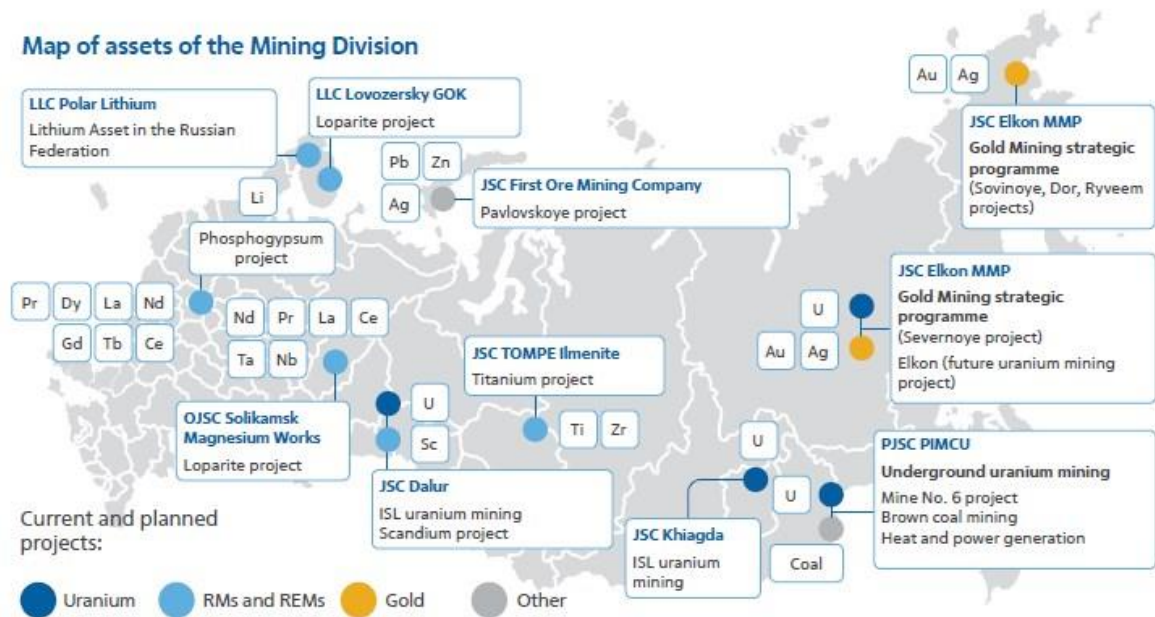 Map of assets of the Mining Division
LLC Polar Lithium
Lithium Asset in the Russian
Federation
LLC Lovozersky GOK
Loparite project
Li
Pb
Zn
Ag
JSC First Ore Mining Company
Pavlovskoye project
Au
Ag
JSC Elkon MMP
Gold Mining strategic
programme
(Sovinoye, Dor, Ryveem
projects)
Phosphogypsum
project
Pr
Dy
La
Nd
Gd
Tb
Ce
Nd
Pr
La
Ce
Ta
Nb
OJSC Solikamsk
Magnesium Works
Loparite project
U
Sc
JSC Dalur
ISL uranium mining
Scandium project
JSC TOMPE Ilmenite
Titanium project
Ti
Zr
U
Au
Ag
JSC Elkon MMP
Gold Mining strategic
programme
(Severnoye project)
Elkon (future uranium mining
project)
U
JSC Khiagda
ISL uranium
mining
U
Coal
PJSC PIMCU
Underground uranium mining
Mine No. 6 project
Brown coal mining
Heat and power generation
Current and planned
projects:
Uranium
RMs and REMs
Gold
Other